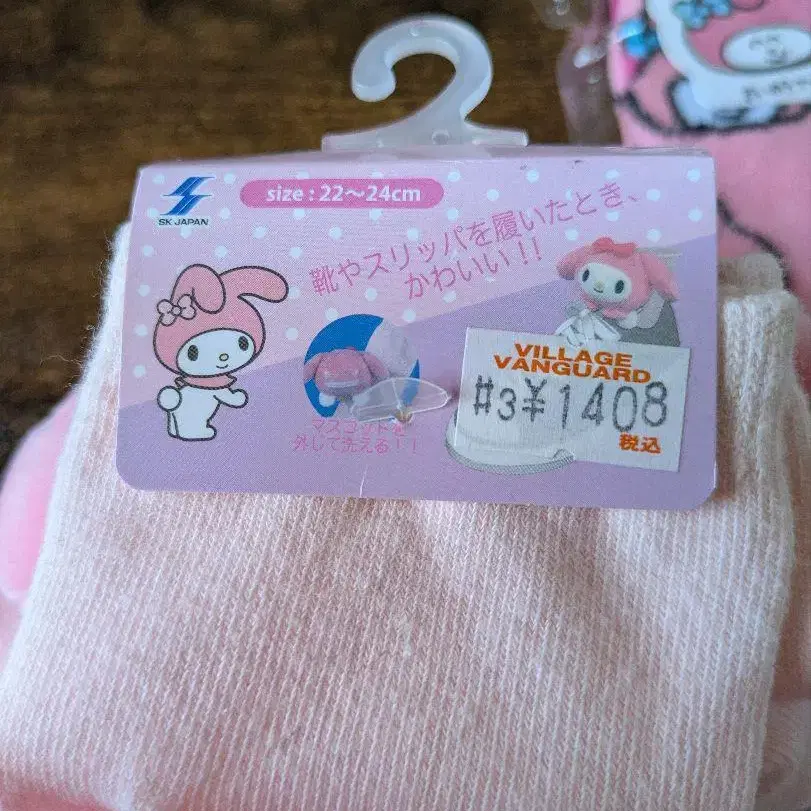 SK JAPAN
size : 22〜24cm
靴やスリッパを履いたとき、
かわいい!!
マスコットを
外して洗える!!
VILLAGE
VANGUARD
#3¥1408
税込